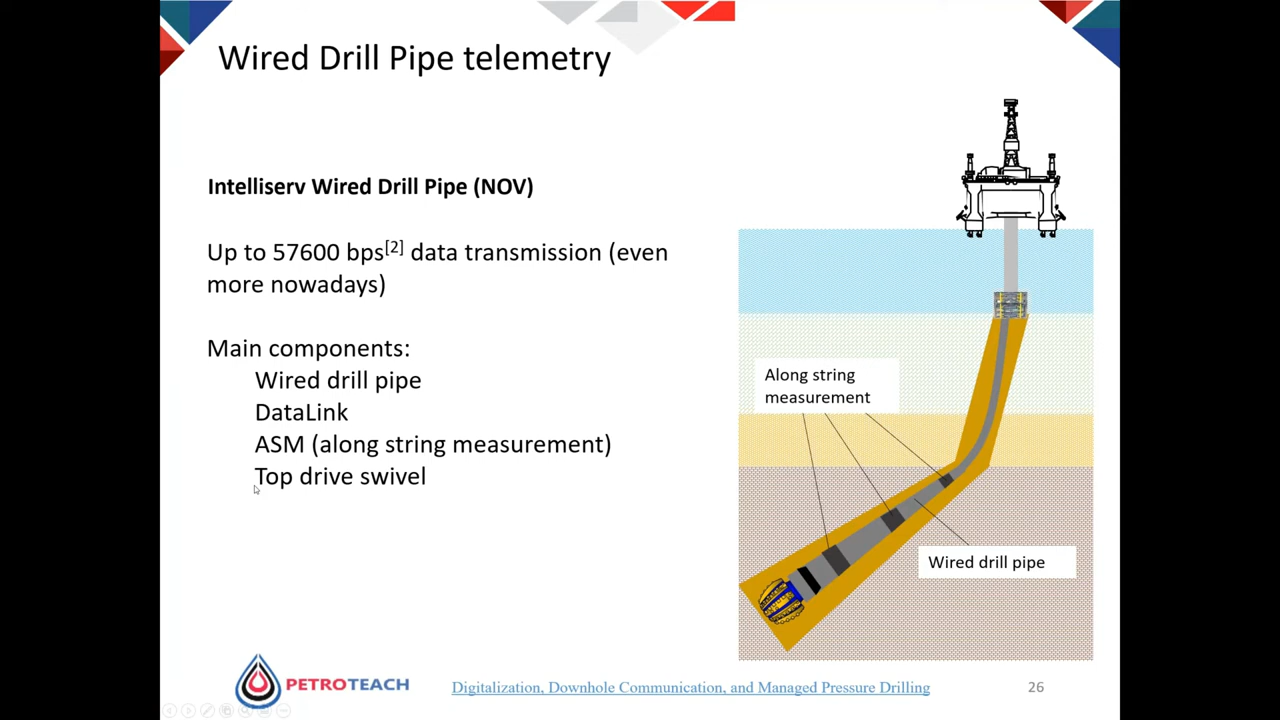 Wired Drill Pipe telemetry
Intelliserv Wired Drill Pipe (NOV)
Up to 57600 bps[2] data transmission (even
more nowadays)
Main components:
Wired drill pipe
DataLink
ASM (along string measurement)
Top drive swivel
Along string
measurement
Wired drill pipe
PETROTEACH
Digitalization, Downhole Communication, and Managed Pressure Drilling
26